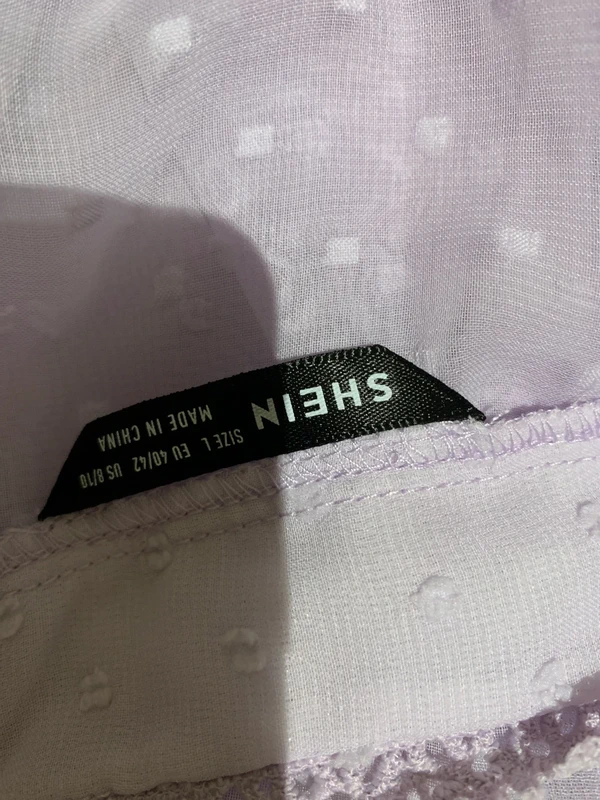 SHEIN
SIZE L EU 40/42 US 8/10
MADE IN CHINA